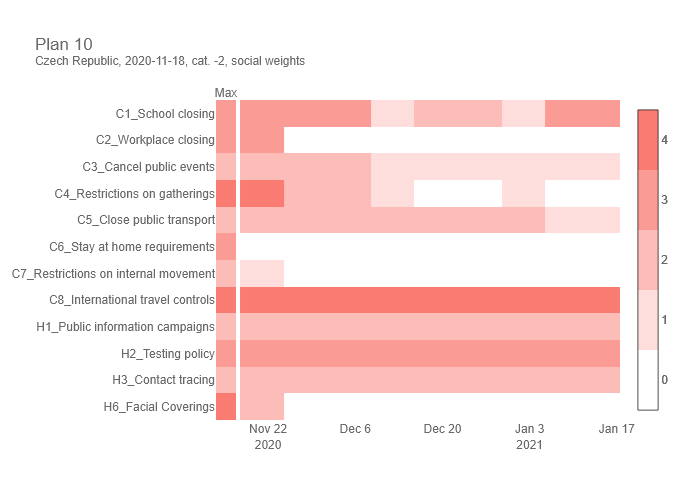 Plan 10
Czech Republic, 2020-11-18, cat. -2, social weights
Max
C1_School closing
C2_Workplace closing
C3_Cancel public events
C4_Restrictions on gatherings
C5_Close public transport
C6_Stay at home requirements
C7_Restrictions on internal movement
C8_International travel controls
H1_Public information campaigns
H2_Testing policy
H3_Contact tracing
H6_Facial Coverings
Nov 22 Dec 6 Dec 20 Jan 3 Jan 17
2020 2021
4
3
2
1
0